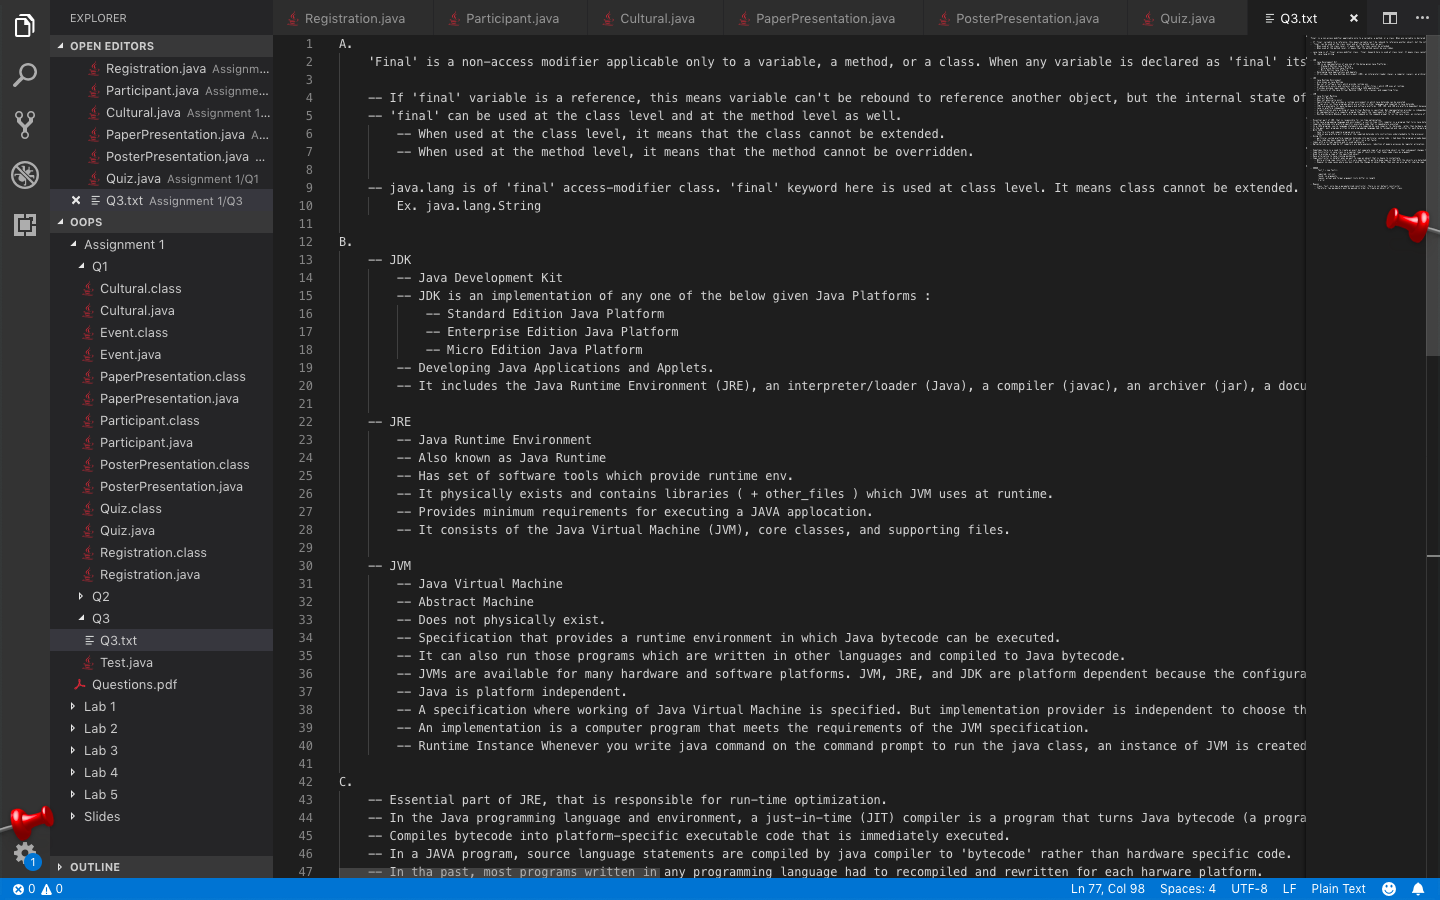 EXPLORER
OPEN EDITORS
Registration.java Assignm...
Participant.java Assignme...
Cultural.java Assignment 1...
PaperPresentation.java A...
PosterPresentation.java ...
Quiz.java Assignment 1/Q1
Q3.txt Assignment 1/Q3
OOPS
Assignment 1
Q1
Cultural.class
Cultural.java
Event.class
Event.java
PaperPresentation.class
PaperPresentation.java
Participant.class
Participant.java
PosterPresentation.class
PosterPresentation.java
Quiz.class
Quiz.java
Registration.class
Registration.java
Q2
Q3
Q3.txt
Test.java
Questions.pdf
Lab 1
Lab 2
Lab 3
Lab 4
Lab 5
Slides
OUTLINE
1
Registration.java Participant.java Cultural.java PaperPresentation.java PosterPresentation.java Quiz.java Q3.txt
1 A.
2 'Final' is a non-access modifier applicable only to a variable, a method, or a class. When any variable is declared as 'final' its
3
4 -- If 'final' variable is a reference, this means variable can't be rebound to reference another object, but the internal state of
5 -- 'final' can be used at the class level and at the method level as well.
6 -- When used at the class level, it means that the class cannot be extended.
7 -- When used at the method level, it means that the method cannot be overridden.
8
9 -- java.lang is of 'final' access-modifier class. 'final' keyword here is used at class level. It means class cannot be extended.
10 Ex. java.lang.String
11
12 B.
13 -- JDK
14 -- Java Development Kit
15 -- JDK is an implementation of any one of the below given Java Platforms :
16 -- Standard Edition Java Platform
17 -- Enterprise Edition Java Platform
18 -- Micro Edition Java Platform
19 -- Developing Java Applications and Applets.
20 -- It includes the Java Runtime Environment (JRE), an interpreter/loader (Java), a compiler (javac), an archiver (jar), a docu
21
22 -- JRE
23 -- Java Runtime Environment
24 -- Also known as Java Runtime
25 -- Has set of software tools which provide runtime env.
26 -- It physically exists and contains libraries ( + other_files ) which JVM uses at runtime.
27 -- Provides minimum requirements for executing a JAVA applocation.
28 -- It consists of the Java Virtual Machine (JVM), core classes, and supporting files.
29
30 -- JVM
31 -- Java Virtual Machine
32 -- Abstract Machine
33 -- Does not physically exist.
34 -- Specification that provides a runtime environment in which Java bytecode can be executed.
35 -- It can also run those programs which are written in other languages and compiled to Java bytecode.
36 -- JVMs are available for many hardware and software platforms. JVM, JRE, and JDK are platform dependent because the configura
37 -- Java is platform independent.
38 -- A specification where working of Java Virtual Machine is specified. But implementation provider is independent to choose th
39 -- An implementation is a computer program that meets the requirements of the JVM specification.
40 -- Runtime Instance Whenever you write java command on the command prompt to run the java class, an instance of JVM is created
41
42 C.
43 -- Essential part of JRE, that is responsible for run-time optimization.
44 -- In the Java programming language and environment, a just-in-time (JIT) compiler is a program that turns Java bytecode (a progra
45 -- Compiles bytecode into platform-specific executable code that is immediately executed.
46 -- In a JAVA program, source language statements are compiled by java compiler to 'bytecode' rather than hardware specific code.
47 -- In tha past, most programs written in any programming language had to recompiled and rewritten for each harware platform.
0 0
Ln 77, Col 98 Spaces: 4 UTF-8 LF Plain Text